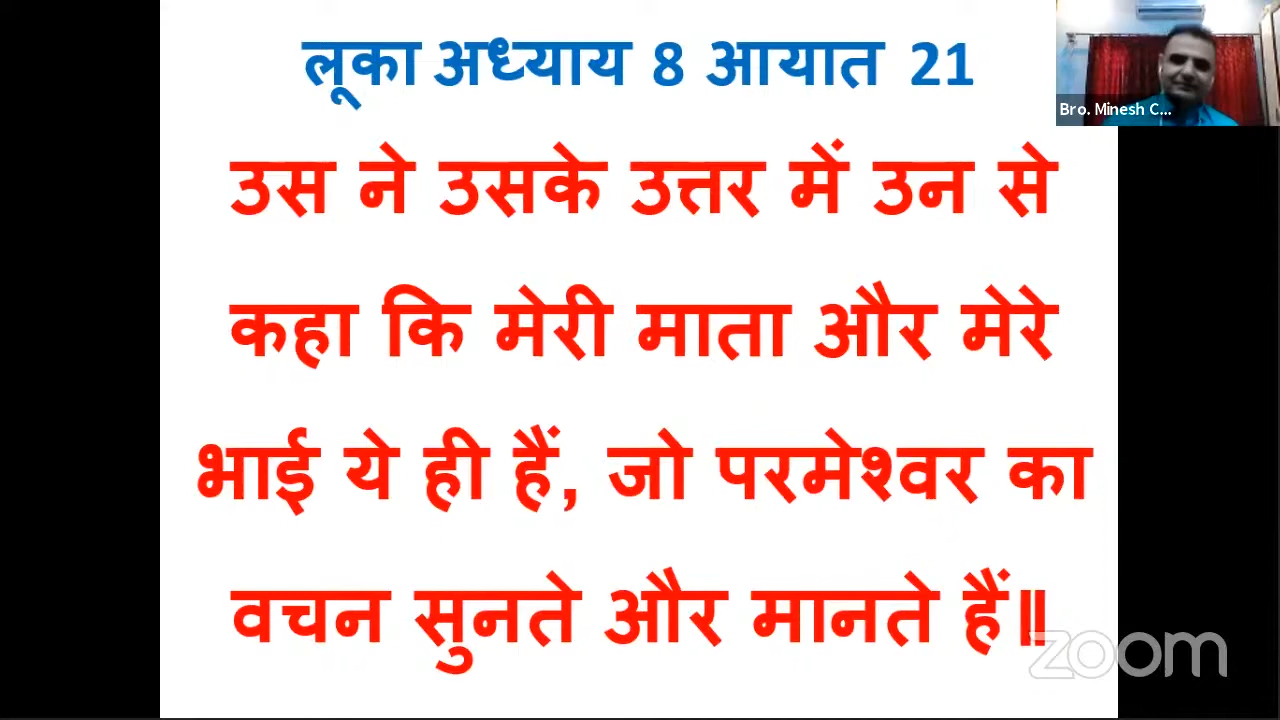 लूका अध्याय 8 आयात 21
Bro. Minesh C...
उस ने उसके उत्तर में उन से
कहा कि मेरी माता और मेरे
भाई ये ही हैं, जो परमेश्वर का
वचन सुनते और मानते हैं॥
zoom